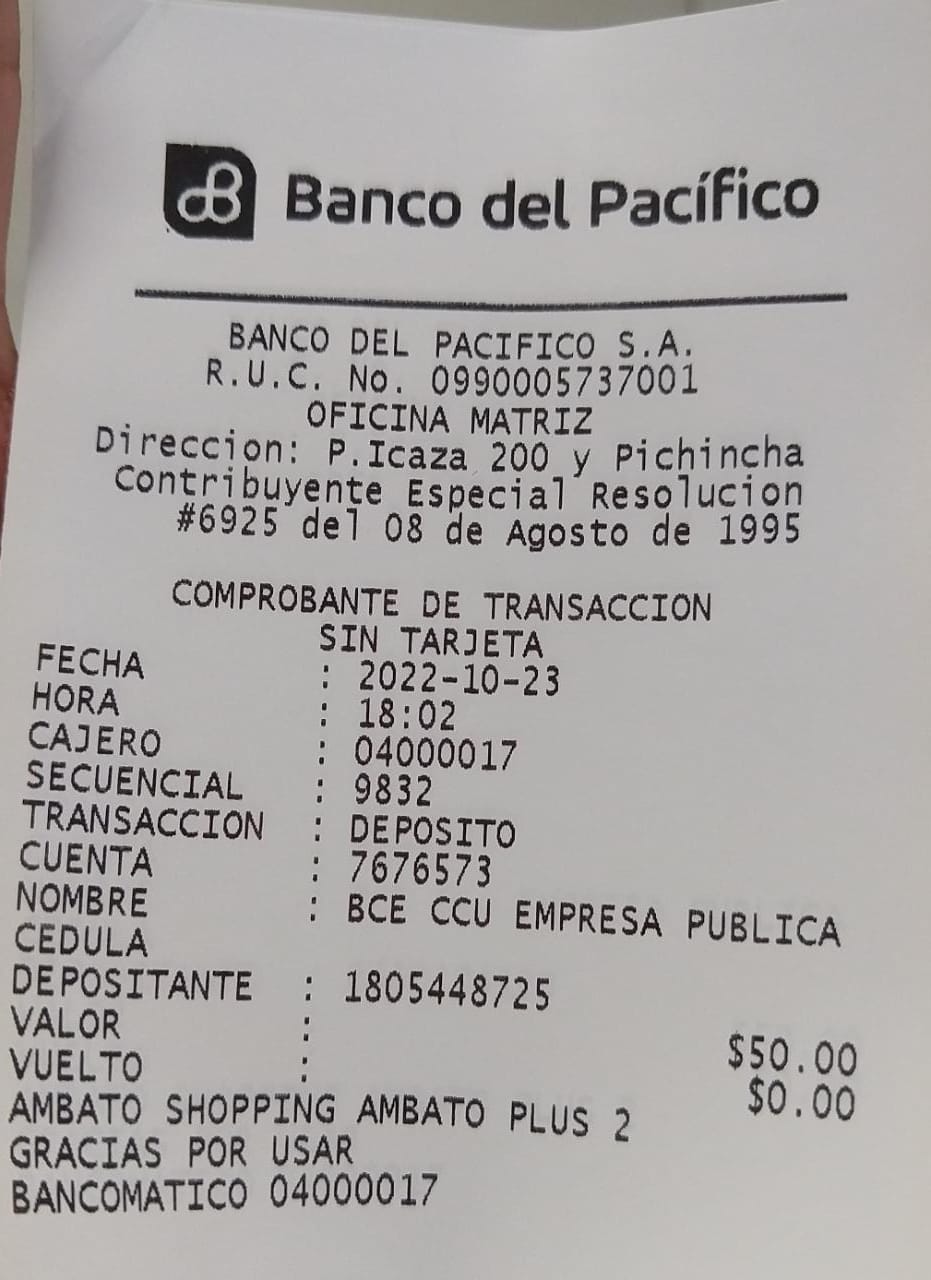 Banco del Pacífico
BANCO DEL PACIFICO S.A.
R.U.C. No. 0990005737001
OFICINA MATRIZ
Direccion: P.Icaza 200 y Pichincha
Contribuyente Especial Resolucion
#6925 del 08 de Agosto de 1995
COMPROBANTE DE TRANSACCION
SIN TARJETA
FECHA : 2022-10-23
HORA : 18:02
CAJERO : 04000017
SECUENCIAL : 9832
TRANSACCION : DEPOSITO
CUENTA : 7676573
NOMBRE : BCE CCU EMPRESA PUBLICA
CEDULA
DEPOSITANTE : 1805448725
VALOR : $50.00
VUELTO : $0.00
AMBATO SHOPPING AMBATO PLUS 2
GRACIAS POR USAR
BANCOMATICO 04000017